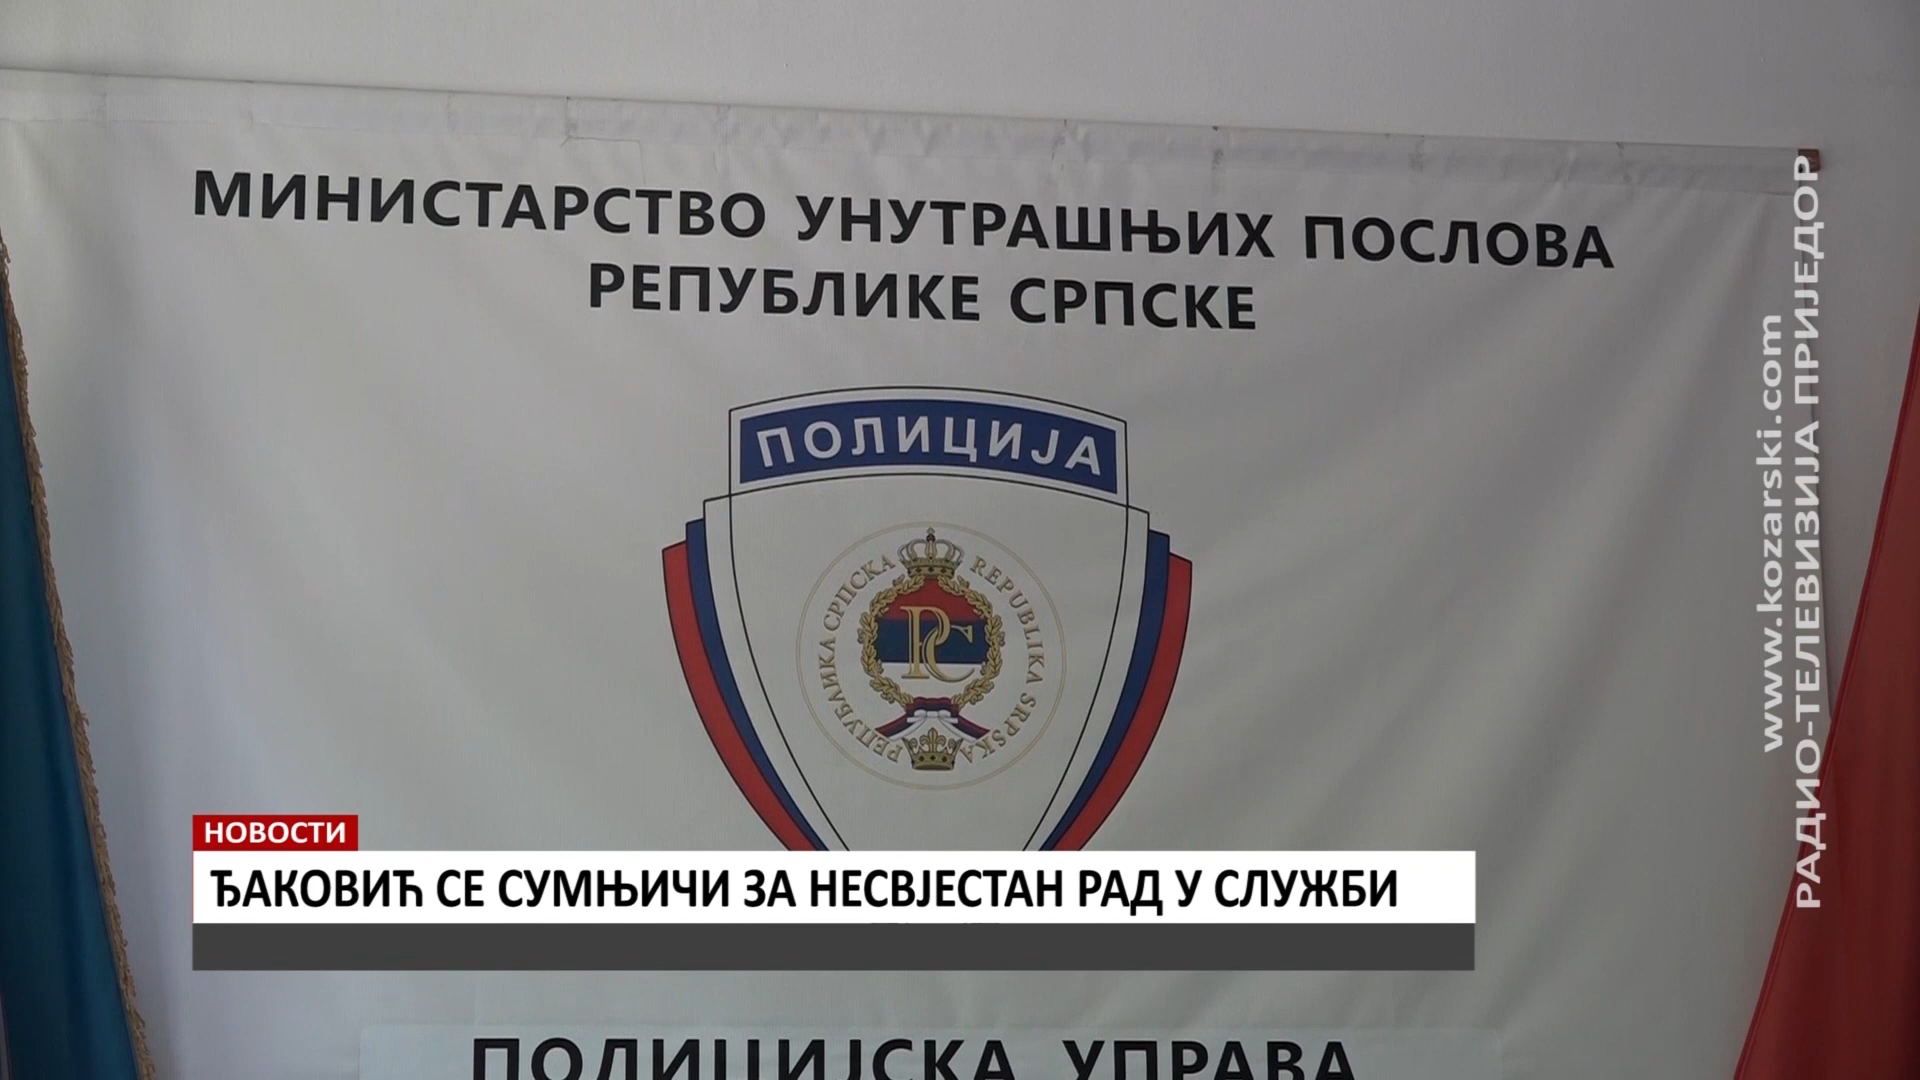 МИНИСТАРСТВО УНУТРАШЊИХ ПОСЛОВА
РЕПУБЛИКЕ СРПСКЕ
ПОЛИЦИЈА
РЕПУБЛИКА СРПСКА
REPUBLIKA SRPSKA
РС
НОВОСТИ
ЂАКОВИЋ СЕ СУМЊИЧИ ЗА НЕСВЈЕСТАН РАД У СЛУЖБИ
ПОЛИЦИЈСКА УПРАВА
www.kozarski.com
РАДИО-ТЕЛЕВИЗИЈА ПРИЈЕДОР